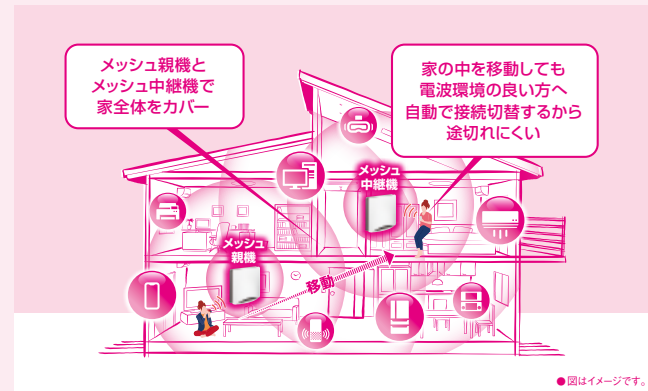 メッシュ親機と
メッシュ中継機で
家全体をカバー
家の中を移動しても
電波環境の良い方へ
自動で接続切替するから
途切れにくい
メッシュ
中継機
メッシュ
親機
移動
●図はイメージです。